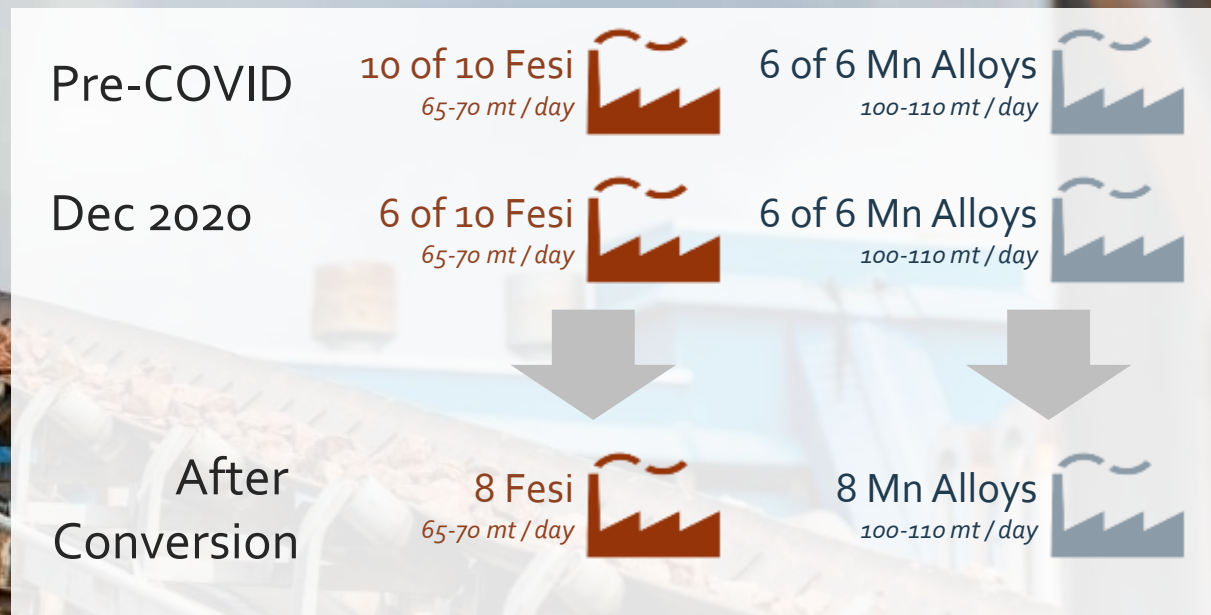 Pre-COVID
10 of 10 Fesi
65-70 mt / day
6 of 6 Mn Alloys
100-110 mt / day
Dec 2020
6 of 10 Fesi
65-70 mt / day
6 of 6 Mn Alloys
100-110 mt / day
After
Conversion
8 Fesi
65-70 mt / day
8 Mn Alloys
100-110 mt / day